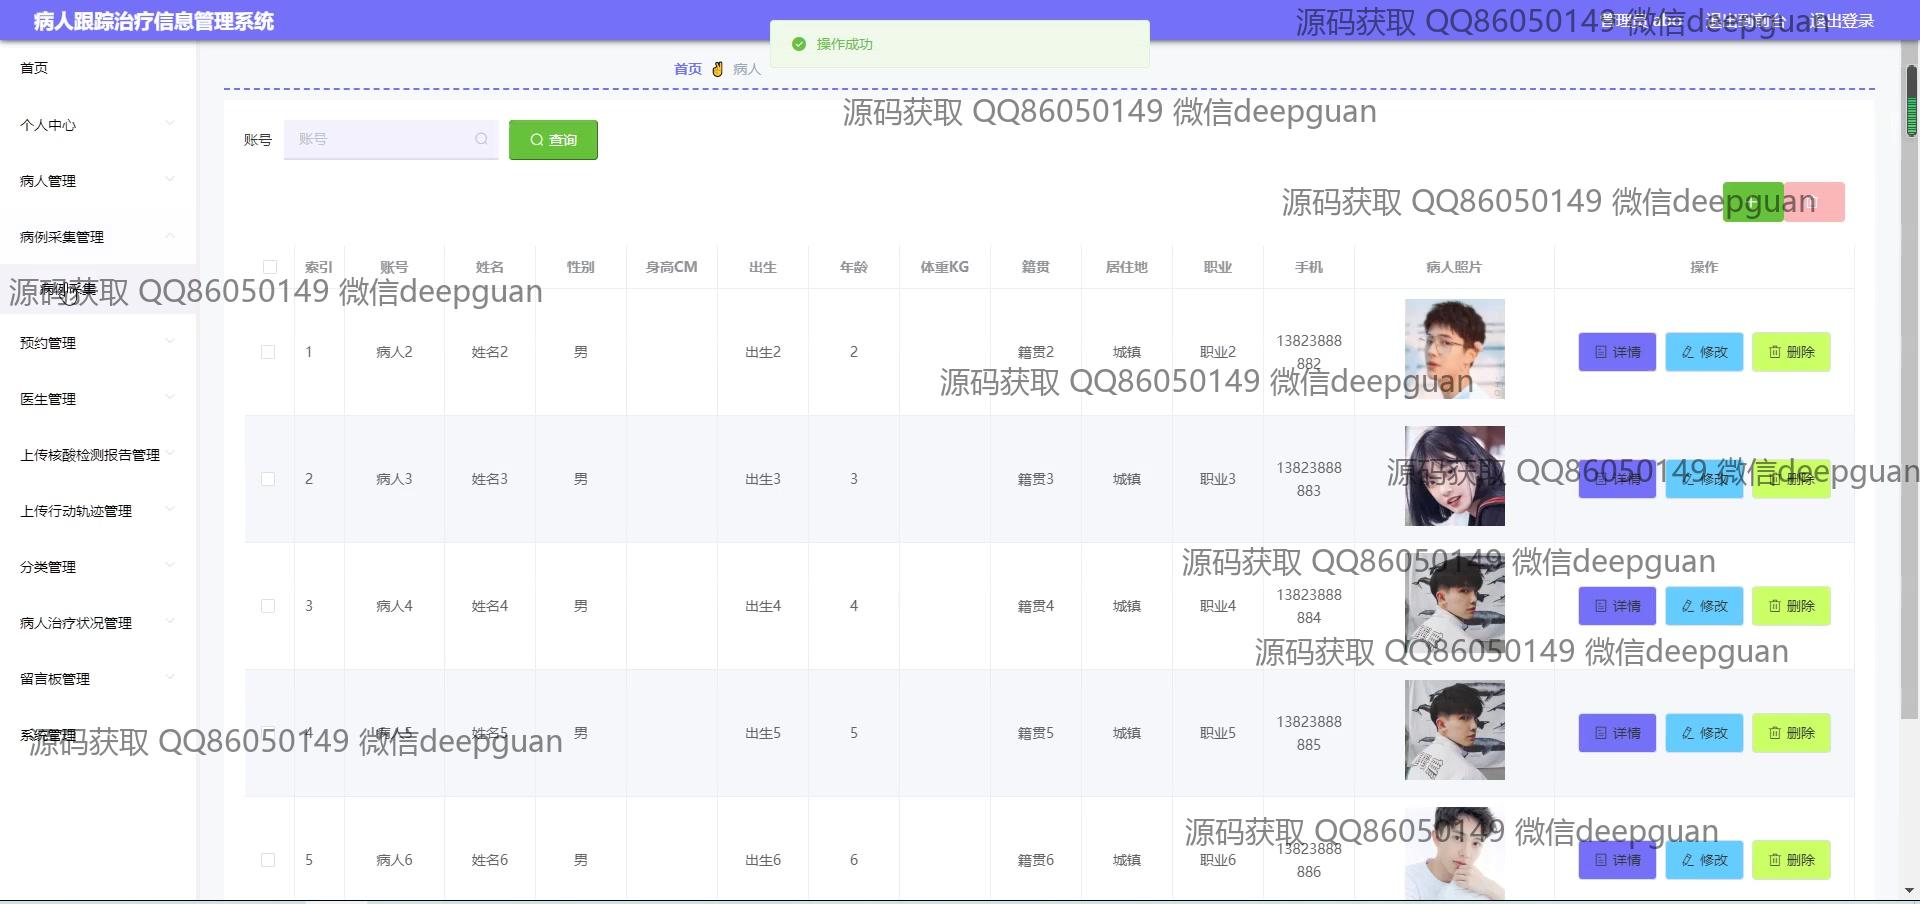 病人跟踪治疗信息管理系统
管理员 abo 退出到前台 退出登录
源码获取 QQ86050149 微信deepguan
操作成功
首页
首页 病人
个人中心
源码获取 QQ86050149 微信deepguan
账号 账号 查询
病人管理
源码获取 QQ86050149 微信deepguan
病例采集管理
索引 账号 姓名 性别 身高CM 出生 年龄 体重KG 籍贯 居住地 职业 手机 病人照片 操作
病例采集
源码获取 QQ86050149 微信deepguan
预约管理
1 病人2 姓名2 男 出生2 2 籍贯2 城镇 职业2 13823888882 详情 修改 删除
源码获取 QQ86050149 微信deepguan
医生管理
上传核酸检测报告管理
2 病人3 姓名3 男 出生3 3 籍贯3 城镇 职业3 13823888883 详情 修改 删除
源码获取 QQ86050149 微信deepguan
上传行动轨迹管理
分类管理
源码获取 QQ86050149 微信deepguan
3 病人4 姓名4 男 出生4 4 籍贯4 城镇 职业4 13823888884 详情 修改 删除
病人治疗状况管理
源码获取 QQ86050149 微信deepguan
留言板管理
系统管理
4 病人5 姓名5 男 出生5 5 籍贯5 城镇 职业5 13823888885 详情 修改 删除
源码获取 QQ86050149 微信deepguan
源码获取 QQ86050149 微信deepguan
5 病人6 姓名6 男 出生6 6 籍贯6 城镇 职业6 13823888886 详情 修改 删除